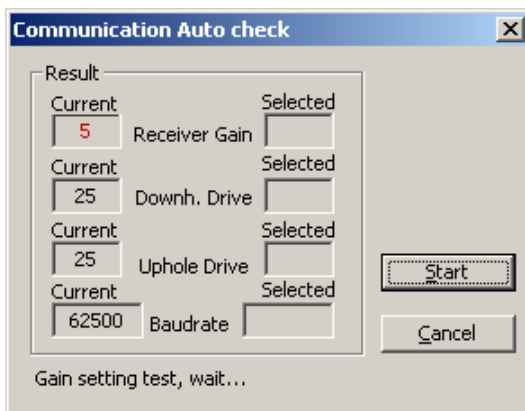 Communication Auto check
Result
Current Selected
5 Receiver Gain
Current Selected
25 Downh. Drive
Current Selected
25 Uphole Drive
Current Selected
62500 Baudrate
Start
Cancel
Gain setting test, wait...